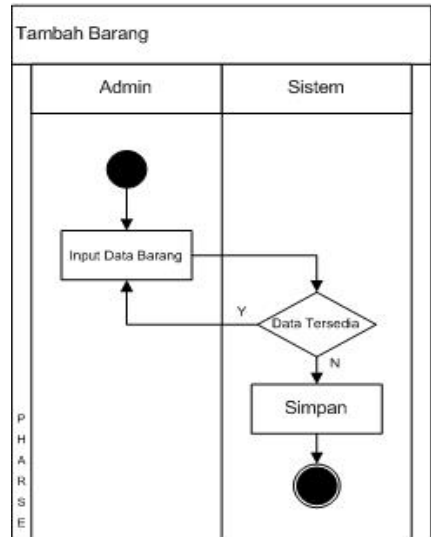 Tambah Barang
Admin
Sistem
Input Data Barang
Data Tersedia
Y
N
Simpan
P
H
A
R
S
E